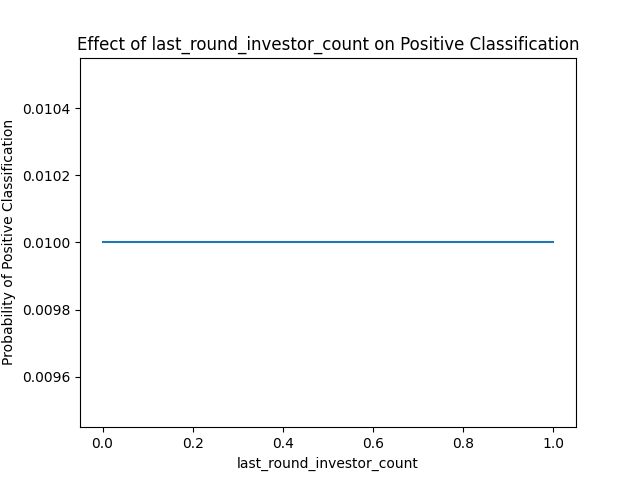 Effect of last_round_investor_count on Positive Classification
Probability of Positive Classification
0.0104
0.0102
0.0100
0.0098
0.0096
0.0 0.2 0.4 0.6 0.8 1.0
last_round_investor_count